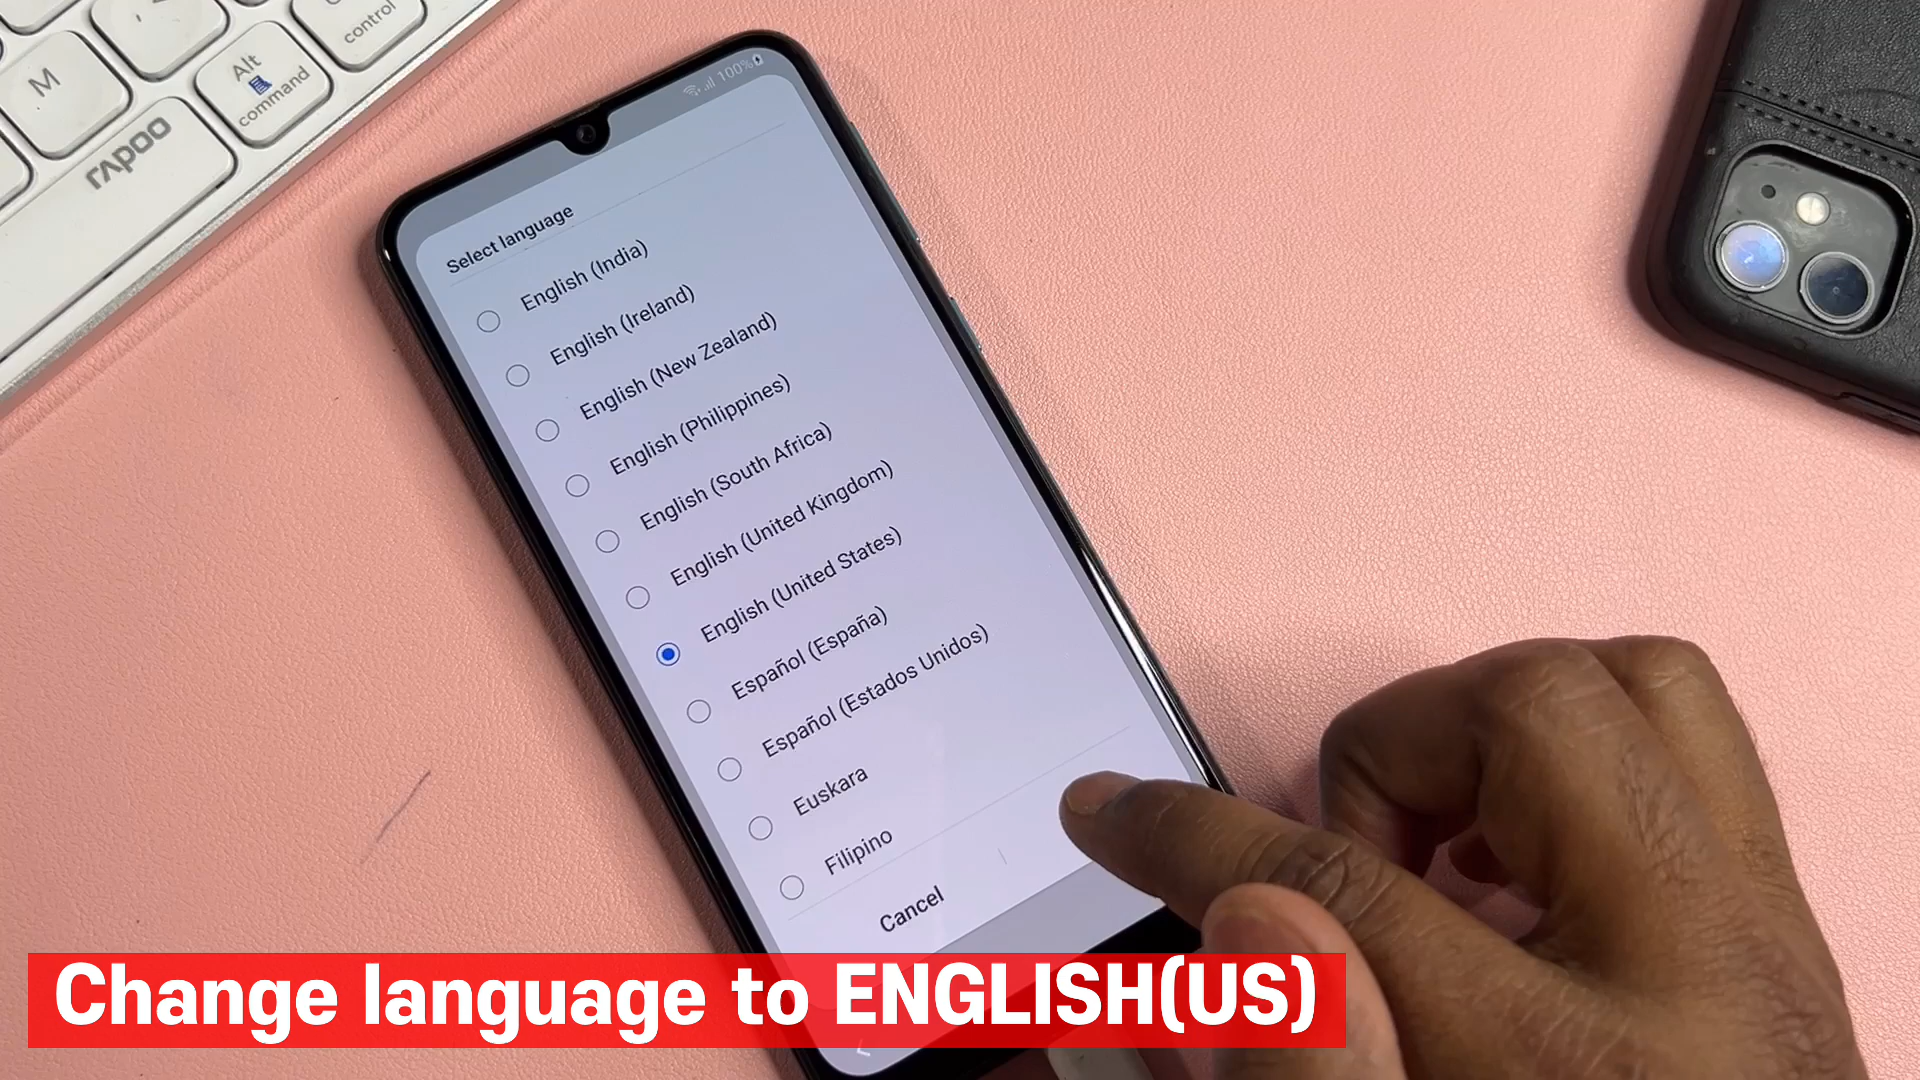 control
Alt
command
M
rapoo
100%
Select language
English (India)
English (Ireland)
English (New Zealand)
English (Philippines)
English (South Africa)
English (United Kingdom)
English (United States)
Español (España)
Español (Estados Unidos)
Euskara
Filipino
Cancel
Change language to ENGLISH(US)